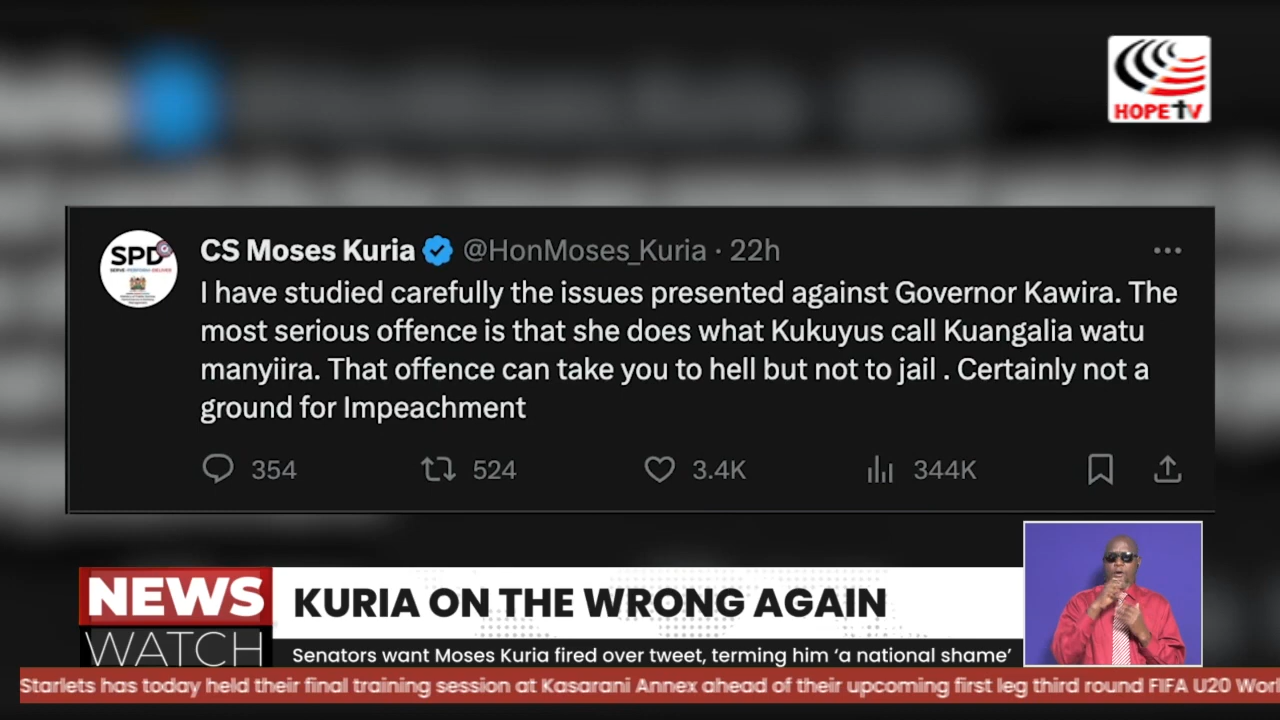 HOPE TV
SPD
CS Moses Kuria @HonMoses_Kuria · 22h
I have studied carefully the issues presented against Governor Kawira. The
most serious offence is that she does what Kukuyus call Kuangalia watu
manyiira. That offence can take you to hell but not to jail . Certainly not a
ground for Impeachment
354 524 3.4K 344K
NEWS
WATCH
KURIA ON THE WRONG AGAIN
Senators want Moses Kuria fired over tweet, terming him ‘a national shame’
Starlets has today held their final training session at Kasarani Annex ahead of their upcoming first leg third round FIFA U20